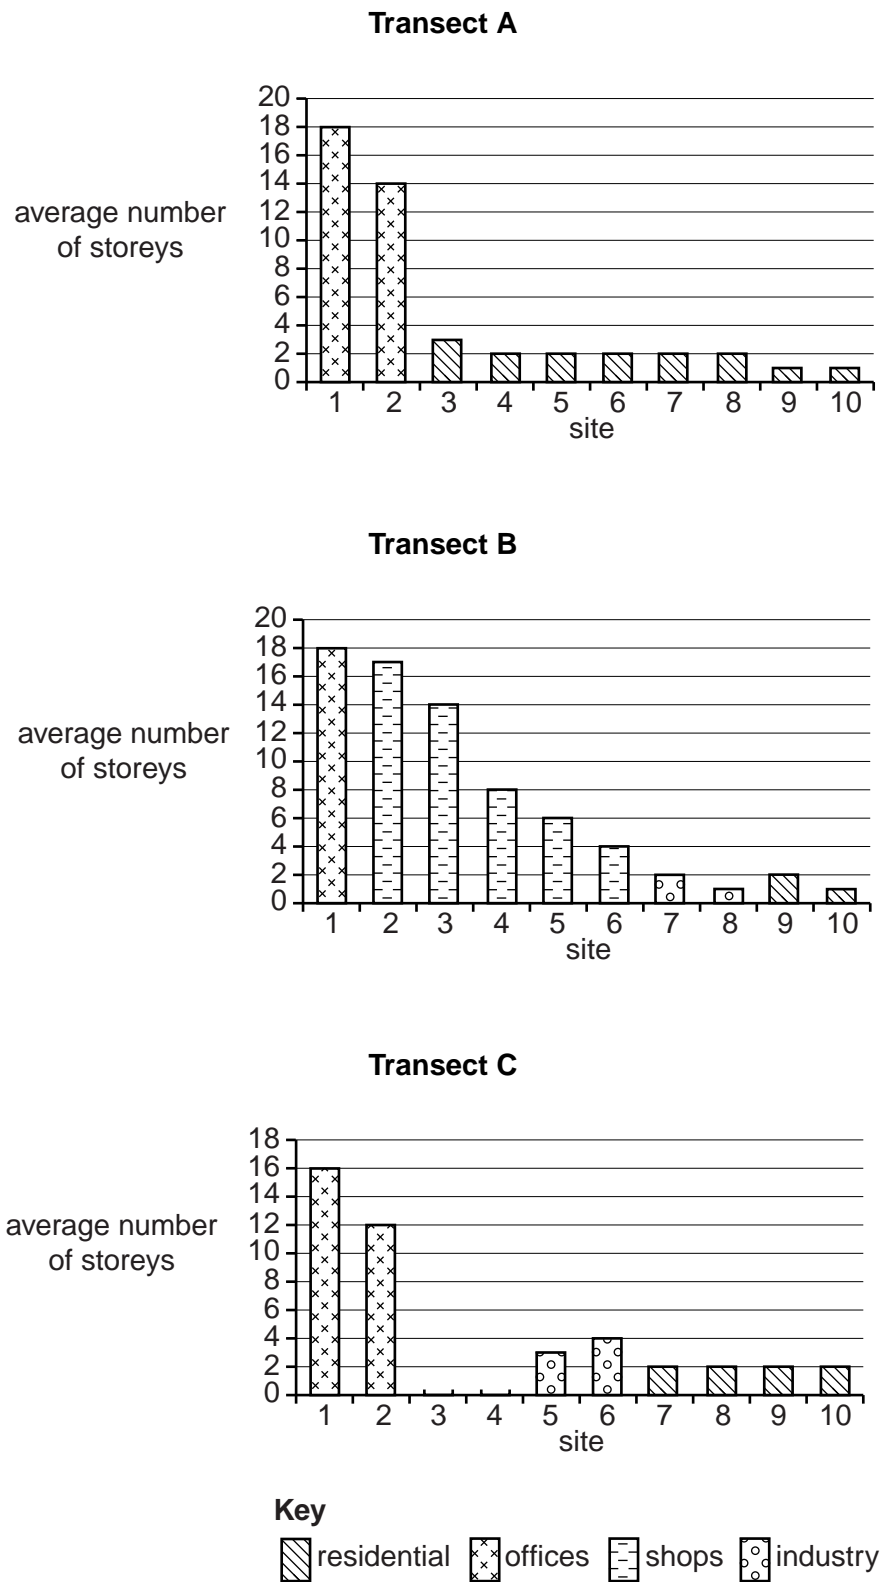 Transect A
20
18
16
14
12
10
8
6
4
2
0
average number
of storeys
1 2 3 4 5 6 7 8 9 10
site
Transect B
20
18
16
14
12
10
8
6
4
2
0
average number
of storeys
1 2 3 4 5 6 7 8 9 10
site
Transect C
18
16
14
12
10
8
6
4
2
0
average number
of storeys
1 2 3 4 5 6 7 8 9 10
site
Key
residential offices shops industry